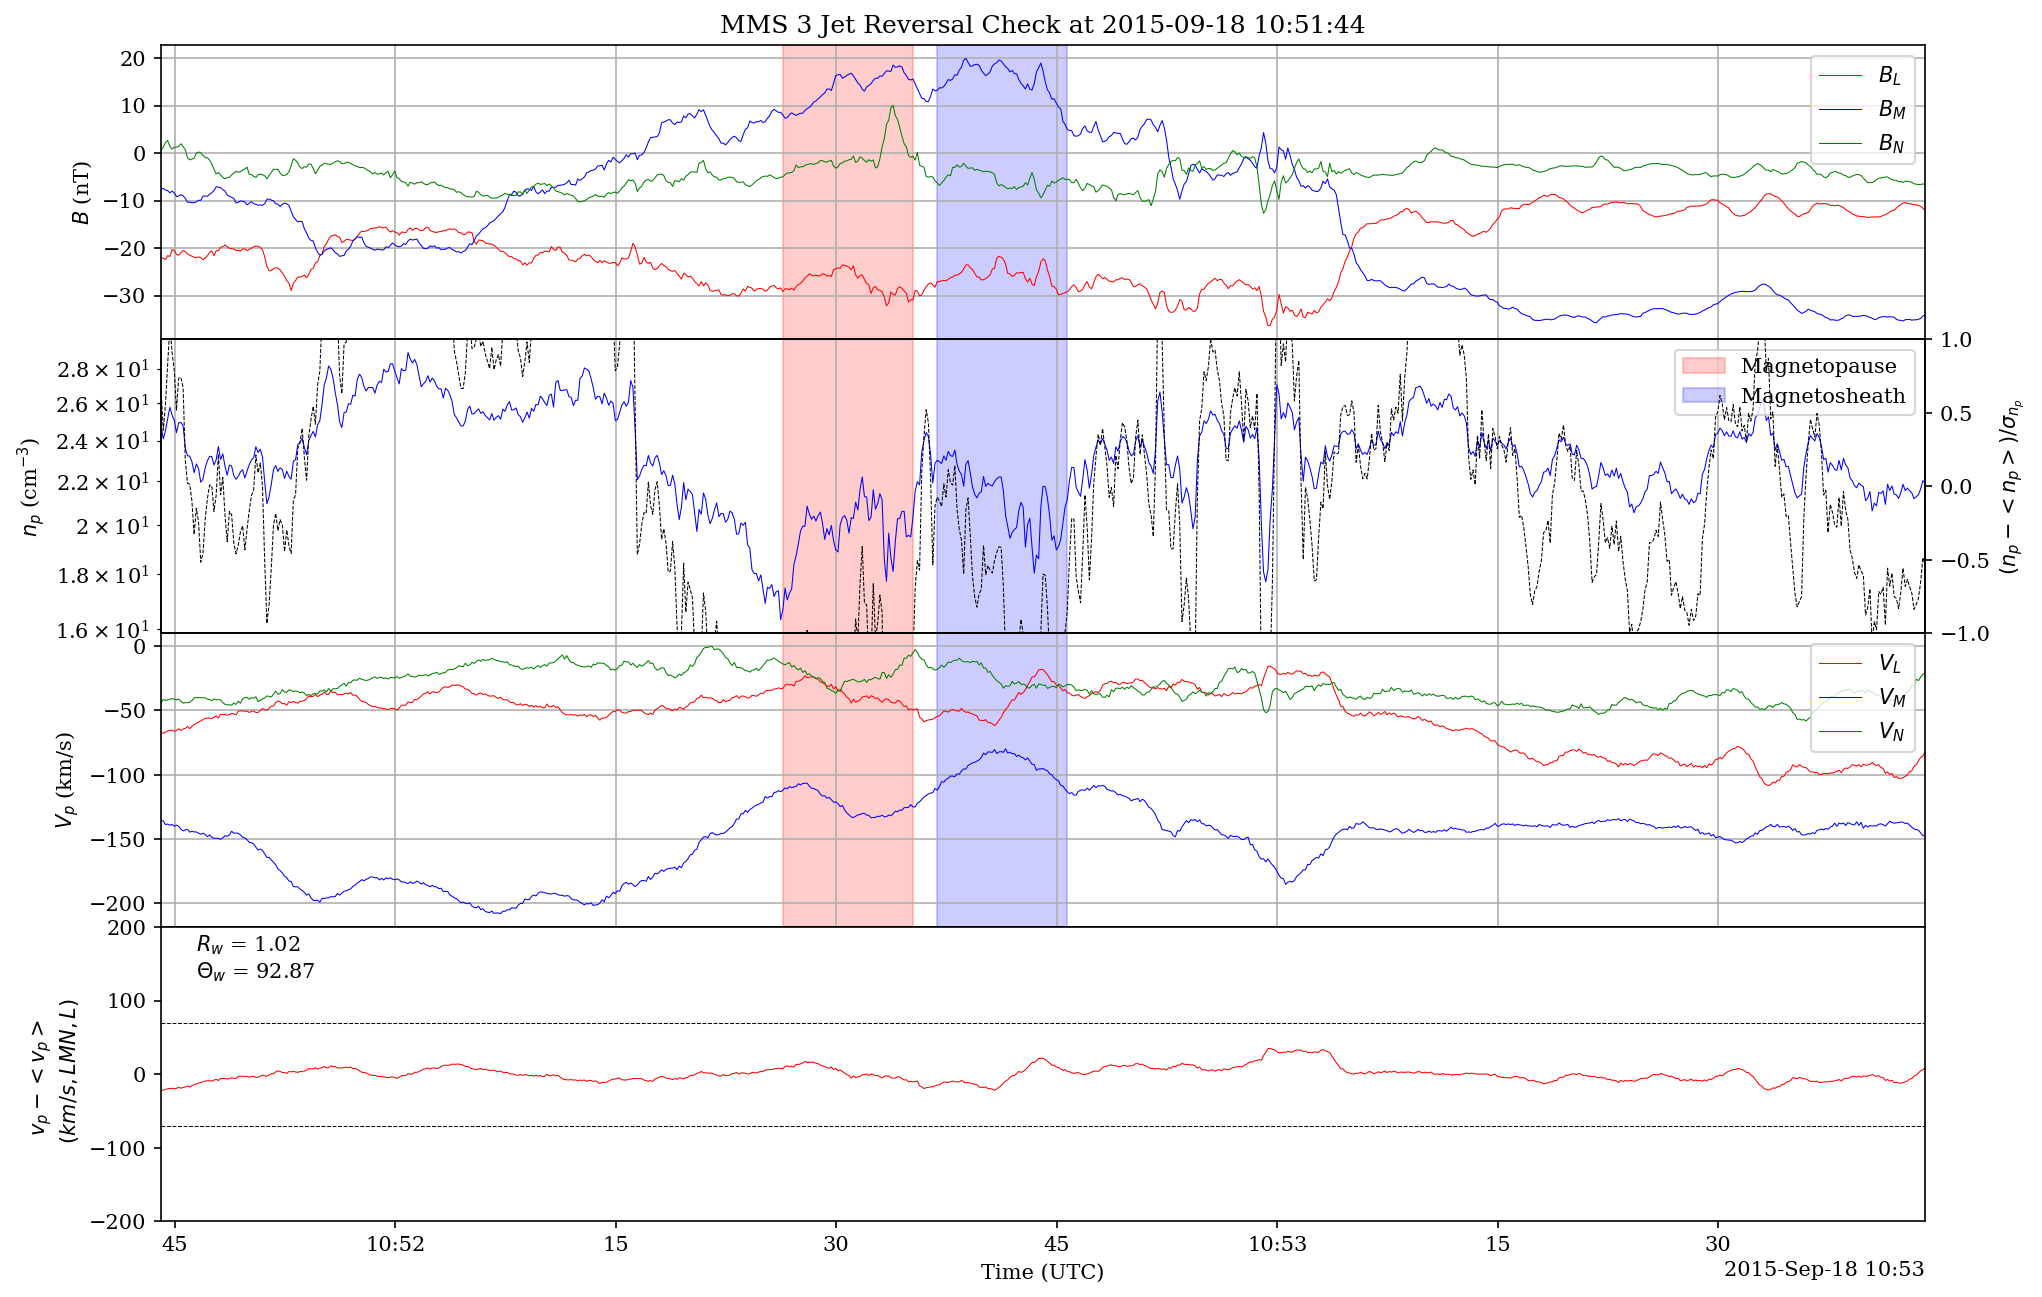 MMS 3 Jet Reversal Check at 2015-09-18 10:51:44
20
10
0
−10
−20
−30
B (nT)
B_L
B_M
B_N
2.8 × 10^1
2.6 × 10^1
2.4 × 10^1
2.2 × 10^1
2 × 10^1
1.8 × 10^1
1.6 × 10^1
n_p (cm^−3)
Magnetopause
Magnetosheath
1.0
0.5
0.0
−0.5
−1.0
(n_p − < n_p >)/σ_{n_p}
0
−50
−100
−150
−200
V_p (km/s)
V_L
V_M
V_N
200
100
0
−100
−200
v_p − < v_p >
(km/s, LMN, L)
R_w = 1.02
Θ_w = 92.87
45 10:52 15 30 45 10:53 15 30
Time (UTC)
2015-Sep-18 10:53